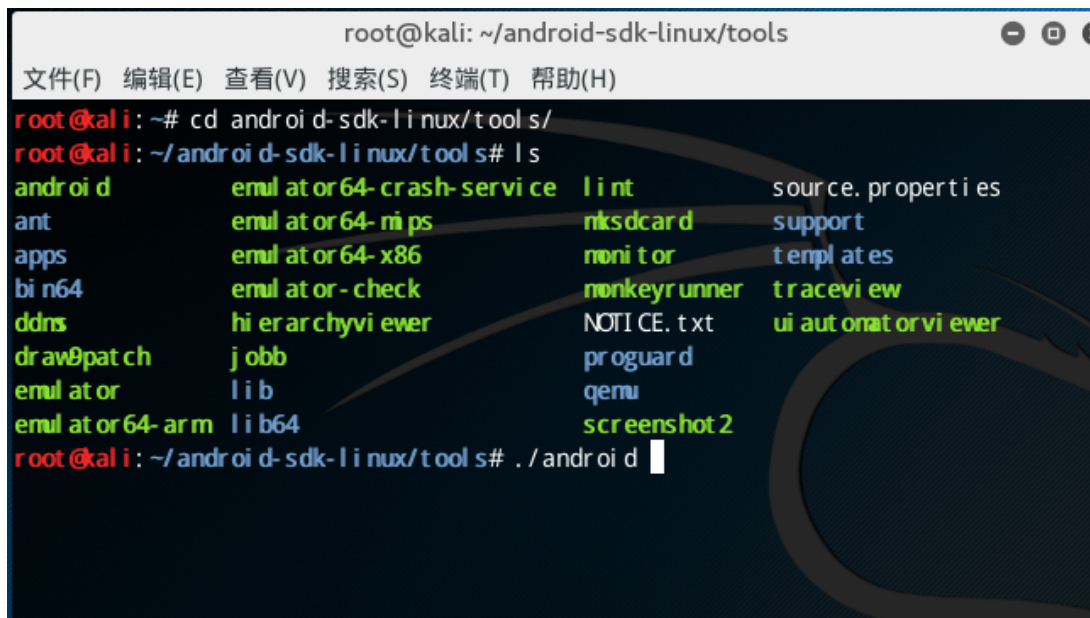 root@kali: ~/android-sdk-linux/tools
文件(F) 编辑(E) 查看(V) 搜索(S) 终端(T) 帮助(H)
root@kali:~# cd android-sdk-linux/tools/
root@kali:~/android-sdk-linux/tools# ls
android emulator64-crash-service lint source.properties
ant emulator64-mips mksdcard support
apps emulator64-x86 monitor templates
bin64 emulator-check monkeyrunner traceview
ddms hierarchyviewer NOTICE.txt uiautomatorviewer
draw9patch jobb proguard
emulator lib qemu
emulator64-arm lib64 screenshot2
root@kali:~/android-sdk-linux/tools# ./android